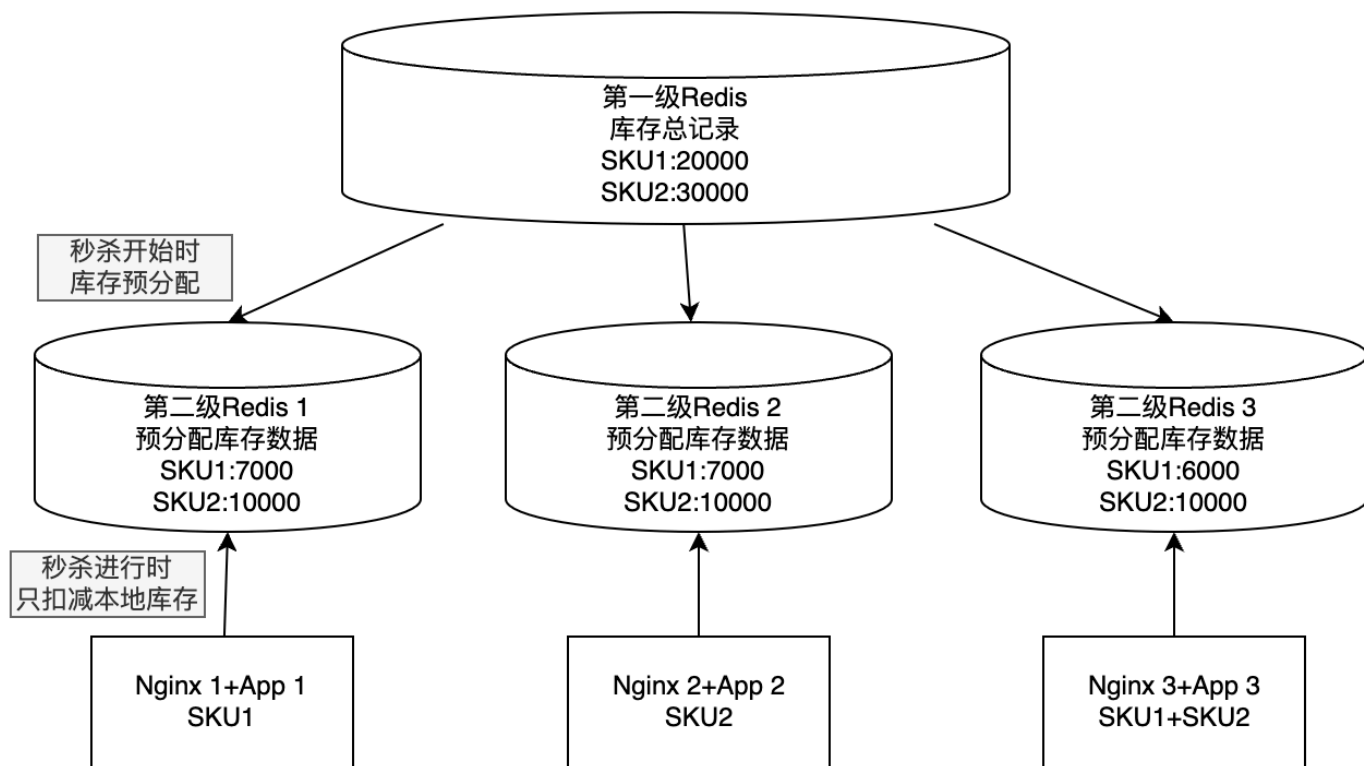 第一级Redis
库存总记录
SKU1:20000
SKU2:30000
秒杀开始时
库存预分配
第二级Redis 1
预分配库存数据
SKU1:7000
SKU2:10000
第二级Redis 2
预分配库存数据
SKU1:7000
SKU2:10000
第二级Redis 3
预分配库存数据
SKU1:6000
SKU2:10000
秒杀进行时
只扣减本地库存
Nginx 1+App 1
SKU1
Nginx 2+App 2
SKU2
Nginx 3+App 3
SKU1+SKU2